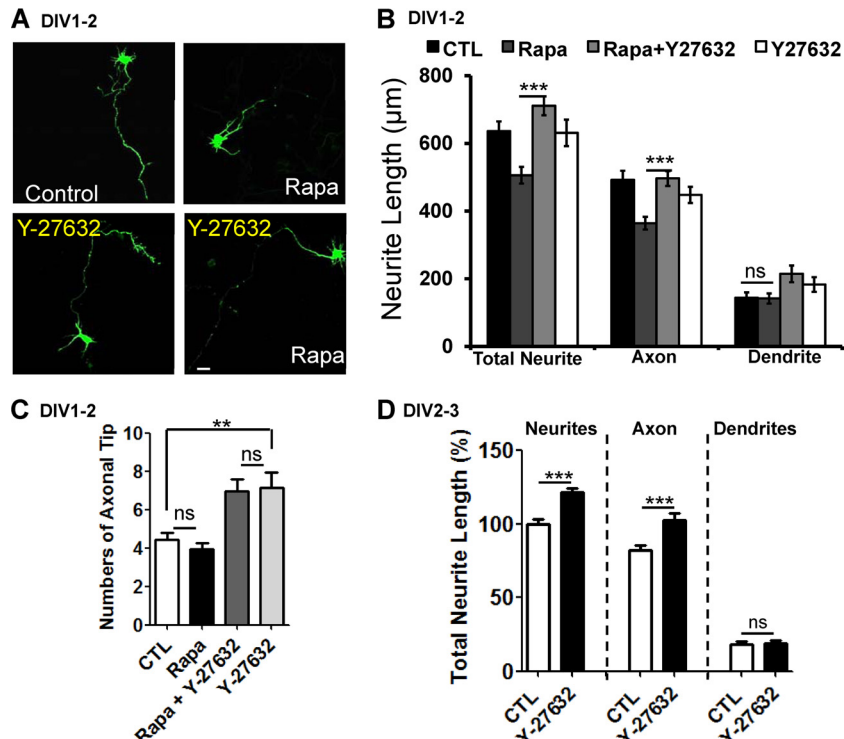 A DIV1-2
Control
Rapa
Y-27632
Y-27632
Rapa
B DIV1-2
CTL Rapa Rapa+Y27632 Y27632
Neurite Length (µm)
800
600
400
200
0
***
***
ns
Total Neurite Axon Dendrite
C DIV1-2
Numbers of Axonal Tip
10
8
6
4
2
0
**
ns
ns
CTL
Rapa
Rapa + Y-27632
Y-27632
D DIV2-3
Neurites Axon Dendrites
Total Neurite Length (%)
150
100
50
0
***
***
ns
CTL
Y-27632
CTL
Y-27632
CTL
Y-27632